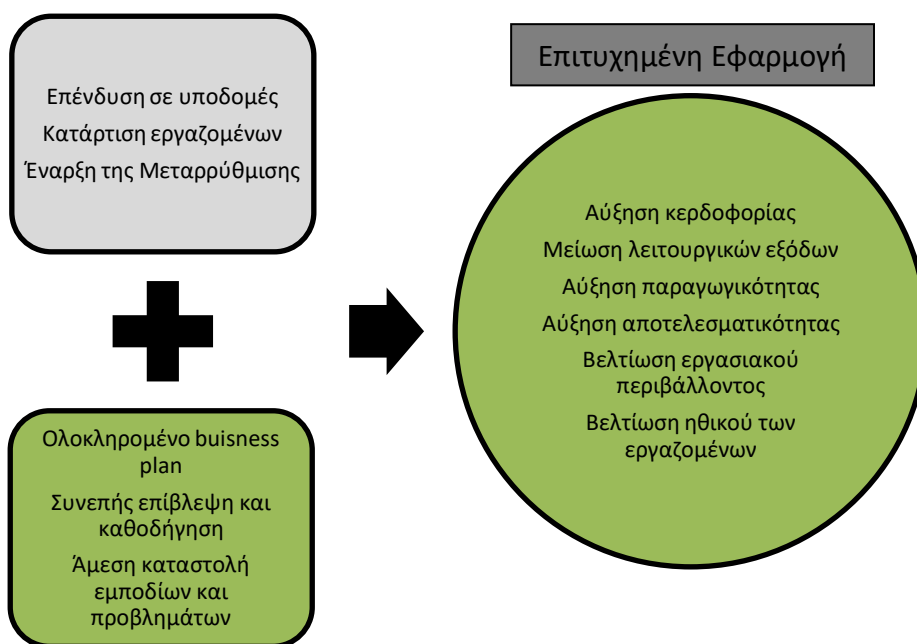 Επένδυση σε υποδομές
Κατάρτιση εργαζομένων
Έναρξη της Μεταρρύθμισης
Ολοκληρομένο buisness
plan
Συνεπής επίβλεψη και
καθοδήγηση
Άμεση καταστολή
εμποδίων και
προβλημάτων
Επιτυχημένη Εφαρμογή
Αύξηση κερδοφορίας
Μείωση λειτουργικών εξόδων
Αύξηση παραγωγικότητας
Αύξηση αποτελεσματικότητας
Βελτίωση εργασιακού
περιβάλλοντος
Βελτίωση ηθικού των
εργαζομένων